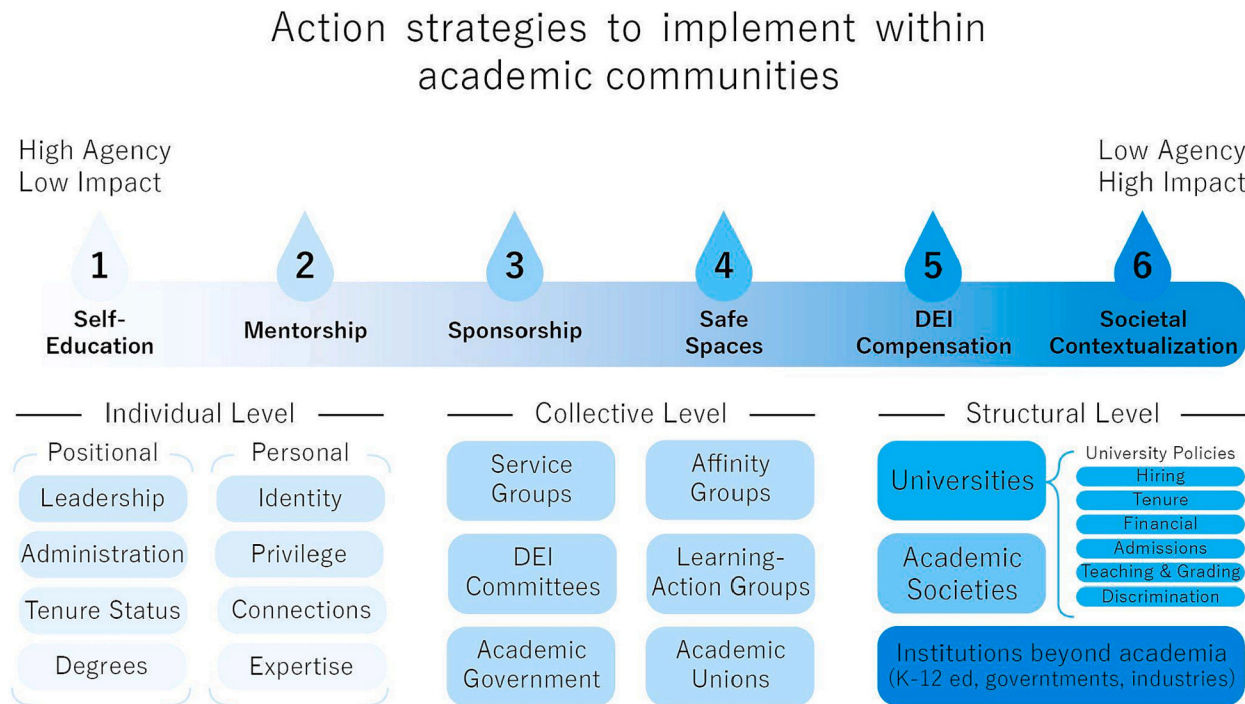 Action strategies to implement within
academic communities
High Agency
Low Impact
Low Agency
High Impact
1
2
3
4
5
6
Self-
Education
Mentorship
Sponsorship
Safe
Spaces
DEI
Compensation
Societal
Contextualization
Individual Level
Positional
Leadership
Administration
Tenure Status
Degrees
Personal
Identity
Privilege
Connections
Expertise
Collective Level
Service
Groups
Affinity
Groups
DEI
Committees
Learning-
Action Groups
Academic
Government
Academic
Unions
Structural Level
Universities
University Policies
Hiring
Tenure
Financial
Admissions
Teaching & Grading
Discrimination
Academic
Societies
Institutions beyond academia
(K-12 ed, governtments, industries)